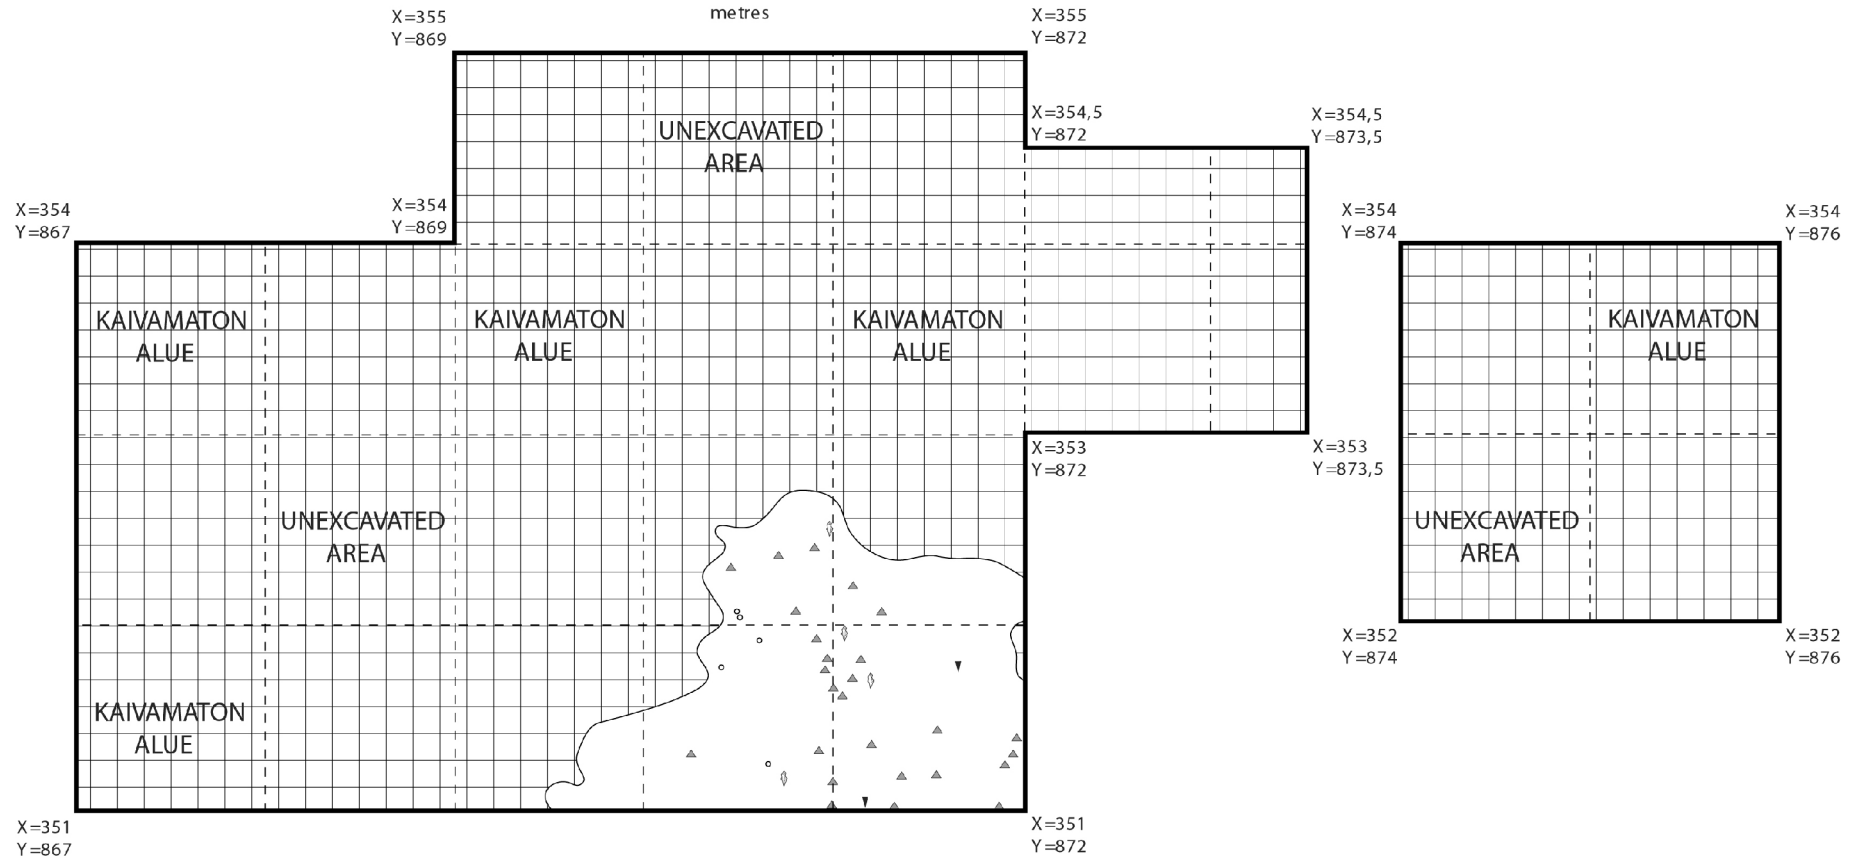 metres
X=355
Y=869
X=355
Y=872
X=354,5
Y=872
X=354,5
Y=873,5
UNEXCAVATED
AREA
X=354
Y=867
X=354
Y=869
X=354
Y=874
X=354
Y=876
KAIVAMATON
ALUE
KAIVAMATON
ALUE
KAIVAMATON
ALUE
KAIVAMATON
ALUE
X=353
Y=872
X=353
Y=873,5
UNEXCAVATED
AREA
UNEXCAVATED
AREA
X=352
Y=874
X=352
Y=876
KAIVAMATON
ALUE
X=351
Y=867
X=351
Y=872